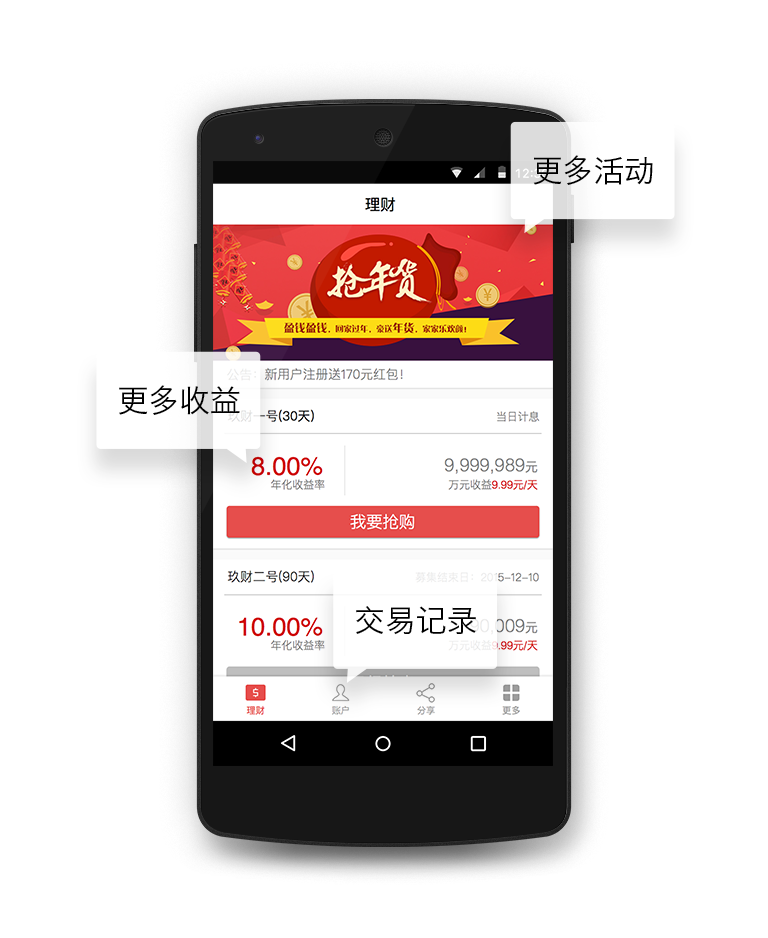 更多活动
12:
理财
抢年货
盈钱盈钱，回家过年，豪送年货，家家乐欢颜！
公告：新用户注册送170元红包！
更多收益
玖财一号(30天) 当日计息
8.00% 9,999,989元
年化收益率 万元收益9.99元/天
我要抢购
玖财二号(90天) 募集结束日：2015-12-10
交易记录
10.00% 0,009元
年化收益率 万元收益9.99元/天
理财 账户 分享 更多